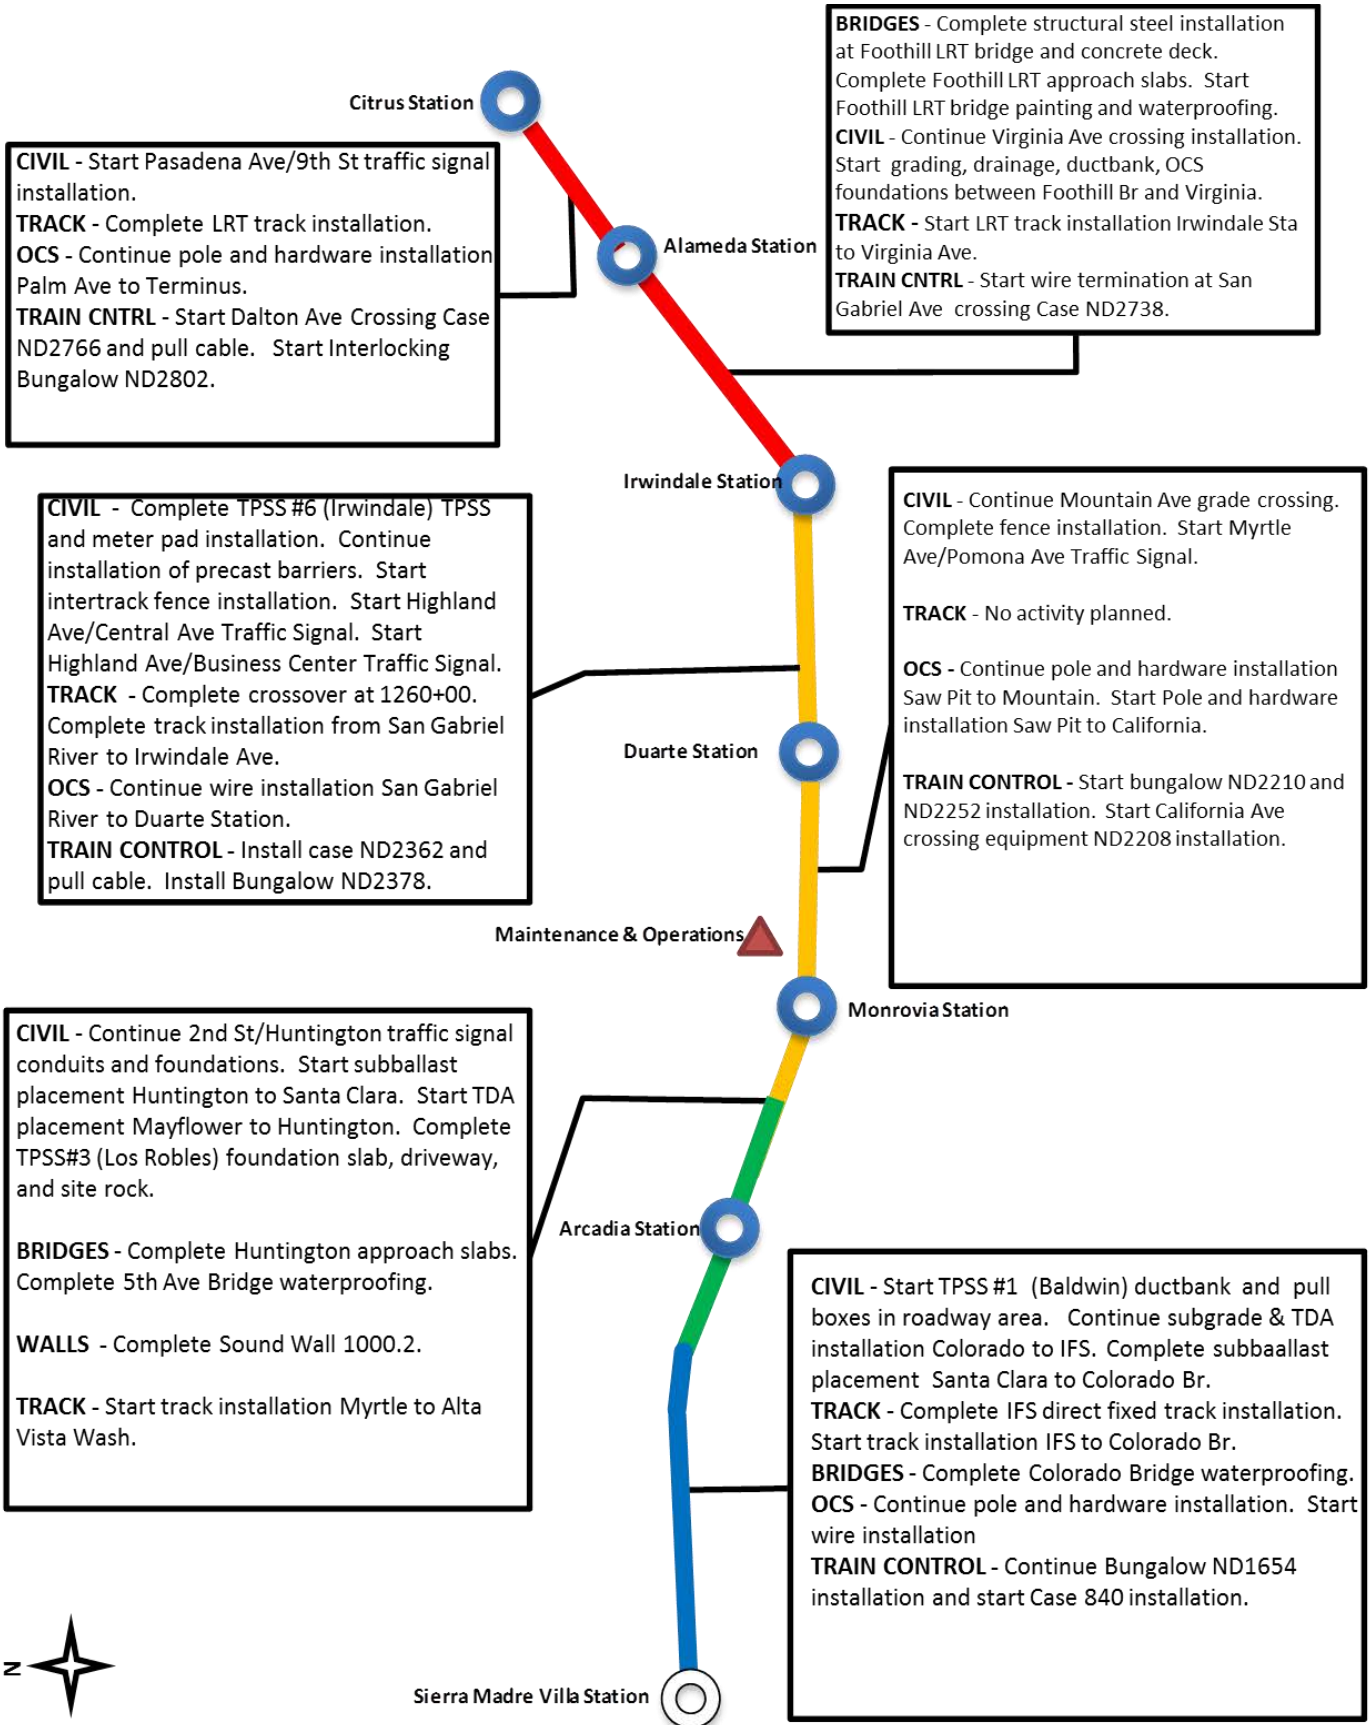 BRIDGES - Complete structural steel installation
at Foothill LRT bridge and concrete deck.
Complete Foothill LRT approach slabs. Start
Foothill LRT bridge painting and waterproofing.
CIVIL - Continue Virginia Ave crossing installation.
Start grading, drainage, ductbank, OCS
foundations between Foothill Br and Virginia.
TRACK - Start LRT track installation Irwindale Sta
to Virginia Ave.
TRAIN CNTRL - Start wire termination at San
Gabriel Ave crossing Case ND2738.
Citrus Station
CIVIL - Start Pasadena Ave/9th St traffic signal
installation.
TRACK - Complete LRT track installation.
OCS - Continue pole and hardware installation
Palm Ave to Terminus.
TRAIN CNTRL - Start Dalton Ave Crossing Case
ND2766 and pull cable. Start Interlocking
Bungalow ND2802.
Alameda Station
Irwindale Station
CIVIL - Complete TPSS #6 (Irwindale) TPSS
and meter pad installation. Continue
installation of precast barriers. Start
intertrack fence installation. Start Highland
Ave/Central Ave Traffic Signal. Start
Highland Ave/Business Center Traffic Signal.
TRACK - Complete crossover at 1260+00.
Complete track installation from San Gabriel
River to Irwindale Ave.
OCS - Continue wire installation San Gabriel
River to Duarte Station.
TRAIN CONTROL - Install case ND2362 and
pull cable. Install Bungalow ND2378.
CIVIL - Continue Mountain Ave grade crossing.
Complete fence installation. Start Myrtle
Ave/Pomona Ave Traffic Signal.
TRACK - No activity planned.
OCS - Continue pole and hardware installation
Saw Pit to Mountain. Start Pole and hardware
installation Saw Pit to California.
TRAIN CONTROL - Start bungalow ND2210 and
ND2252 installation. Start California Ave
crossing equipment ND2208 installation.
Duarte Station
Maintenance & Operations
Monrovia Station
CIVIL - Continue 2nd St/Huntington traffic signal
conduits and foundations. Start subballast
placement Huntington to Santa Clara. Start TDA
placement Mayflower to Huntington. Complete
TPSS#3 (Los Robles) foundation slab, driveway,
and site rock.
BRIDGES - Complete Huntington approach slabs.
Complete 5th Ave Bridge waterproofing.
WALLS - Complete Sound Wall 1000.2.
TRACK - Start track installation Myrtle to Alta
Vista Wash.
Arcadia Station
CIVIL - Start TPSS #1 (Baldwin) ductbank and pull
boxes in roadway area. Continue subgrade & TDA
installation Colorado to IFS. Complete subbaallast
placement Santa Clara to Colorado Br.
TRACK - Complete IFS direct fixed track installation.
Start track installation IFS to Colorado Br.
BRIDGES - Complete Colorado Bridge waterproofing.
OCS - Continue pole and hardware installation. Start
wire installation
TRAIN CONTROL - Continue Bungalow ND1654
installation and start Case 840 installation.
N
Sierra Madre Villa Station